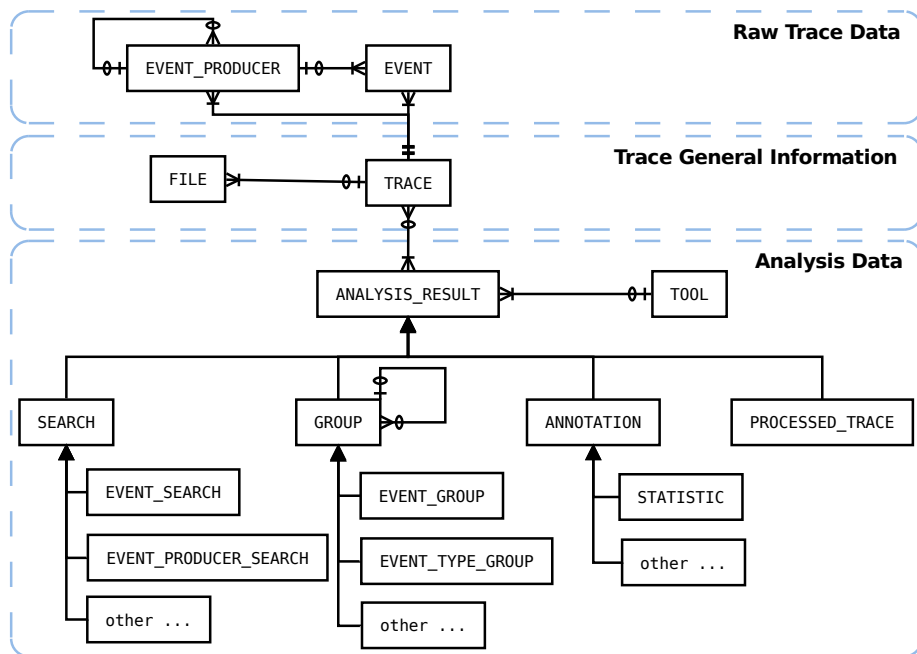 Raw Trace Data
EVENT_PRODUCER
EVENT
Trace General Information
FILE
TRACE
Analysis Data
ANALYSIS_RESULT
TOOL
SEARCH
GROUP
ANNOTATION
PROCESSED_TRACE
EVENT_SEARCH
EVENT_GROUP
STATISTIC
EVENT_PRODUCER_SEARCH
EVENT_TYPE_GROUP
other ...
other ...
other ...